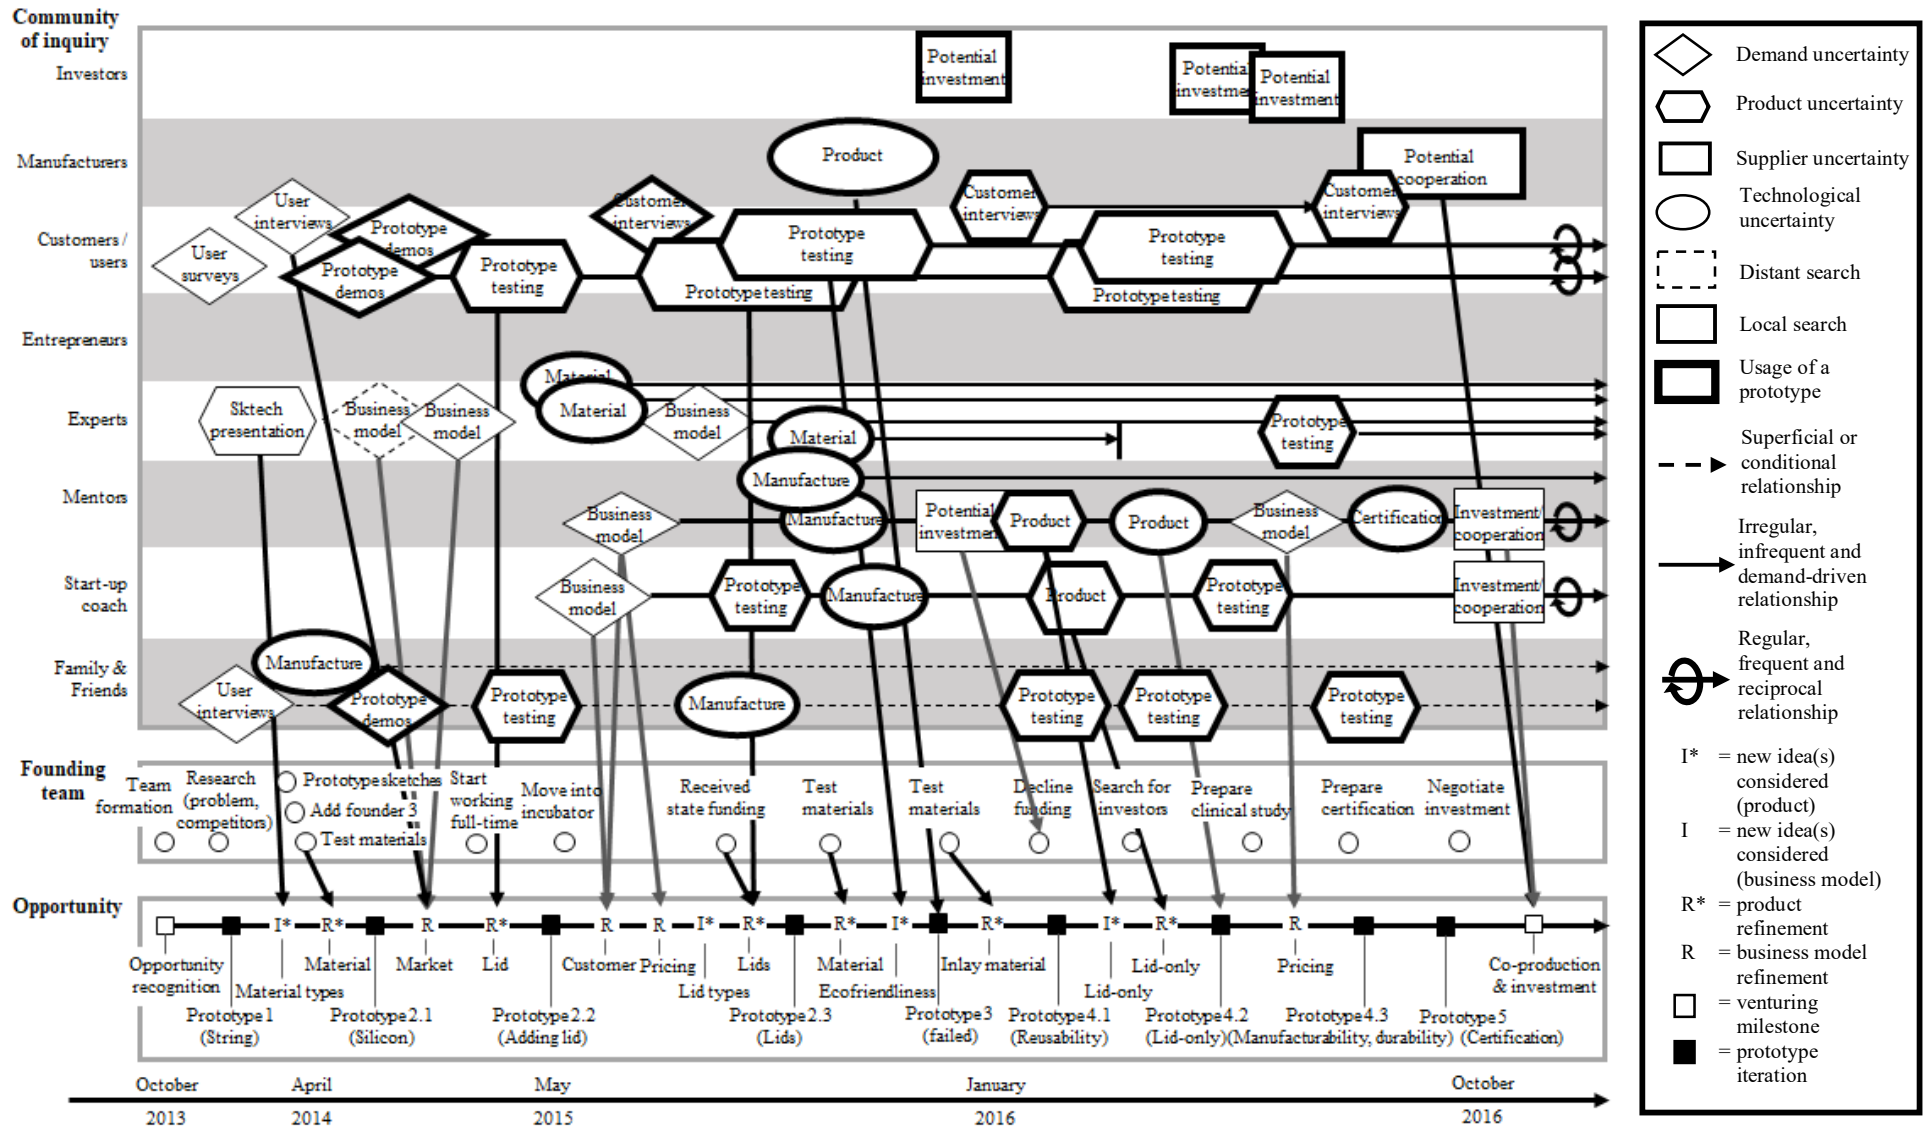 Community
of inquiry
Investors
Potential
investment
Potential
investment
Potential
investment
Manufacturers
Product
Potential
cooperation
Customers /
users
User
surveys
User
interviews
Prototype
demos
Prototype
demos
Prototype
testing
Customer
interviews
Prototype testing
Prototype
testing
Customer
interviews
Prototype testing
Prototype
testing
Customer
interviews
Entrepreneurs
Experts
Sktech
presentation
Business
model
Business
model
Material
Material
Business
model
Material
Prototype
testing
Mentors
Manufacture
Business
model
Manufacture
Potential
investment
Product
Product
Business
model
Certification
Investment/
cooperation
Start-up
coach
Business
model
Prototype
testing
Manufacture
Product
Prototype
testing
Investment/
cooperation
Family &
Friends
Manufacture
User
interviews
Prototype
demos
Prototype
testing
Manufacture
Prototype
testing
Prototype
testing
Prototype
testing
Founding
team
Team
formation
Research
(problem,
competitors)
Prototype sketches
Add founder 3
Test materials
Start
working
full-time
Move into
incubator
Received
state funding
Test
materials
Test
materials
Decline
funding
Search for
investors
Prepare
clinical study
Prepare
certification
Negotiate
investment
Opportunity
I* R* R R* R R I* R* R* I* R* I* R* R
Opportunity
recognition
Material types
Material
Market
Lid
Customer
Pricing
Lid types
Lids
Material
Ecofriendliness
Inlay material
Lid-only
Lid-only
Pricing
Co-production
& investment
Prototype 1
(String)
Prototype 2.1
(Silicon)
Prototype 2.2
(Adding lid)
Prototype 2.3
(Lids)
Prototype 3
(failed)
Prototype 4.1
(Reusability)
Prototype 4.2
(Lid-only)
Prototype 4.3
(Manufacturability, durability)
Prototype 5
(Certification)
October
2013
April
2014
May
2015
January
2016
October
2016
Demand uncertainty
Product uncertainty
Supplier uncertainty
Technological
uncertainty
Distant search
Local search
Usage of a
prototype
Superficial or
conditional
relationship
Irregular,
infrequent and
demand-driven
relationship
Regular,
frequent and
reciprocal
relationship
I* = new idea(s)
considered
(product)
I = new idea(s)
considered
(business model)
R* = product
refinement
R = business model
refinement
= venturing
milestone
= prototype
iteration